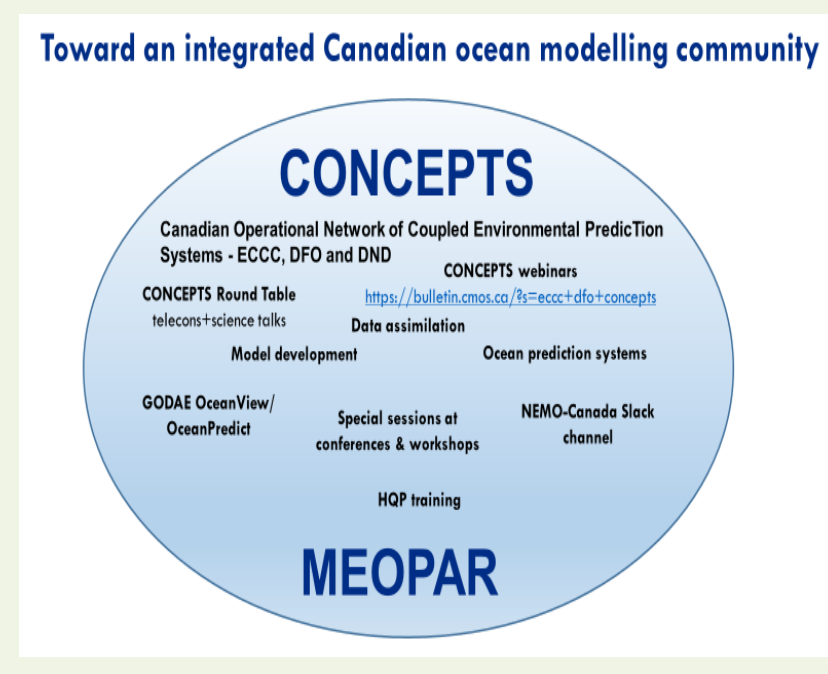 Toward an integrated Canadian ocean modelling community
CONCEPTS
Canadian Operational Network of Coupled Environmental PredicTion
Systems - ECCC, DFO and DND
CONCEPTS webinars
https://bulletin.cmos.ca/?s=eccc+dfo+concepts
CONCEPTS Round Table
telecons+science talks
Data assimilation
Model development
Ocean prediction systems
GODAE OceanView/
OceanPredict
Special sessions at
conferences & workshops
NEMO-Canada Slack
channel
HQP training
MEOPAR